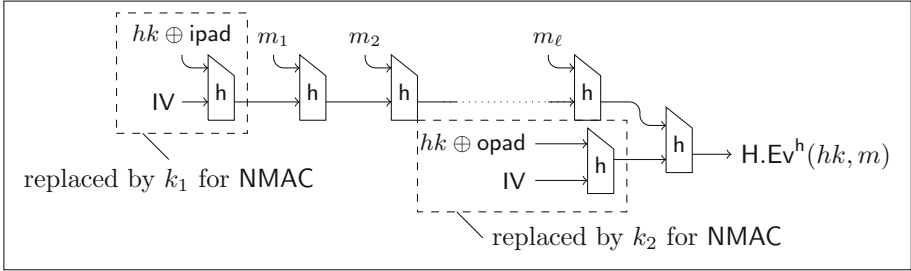 hk ⊕ ipad m₁ m₂ mℓ
h h h h
IV
hk ⊕ opad h h H.Evʰ(hk, m)
IV
replaced by k₁ for NMAC
replaced by k₂ for NMAC